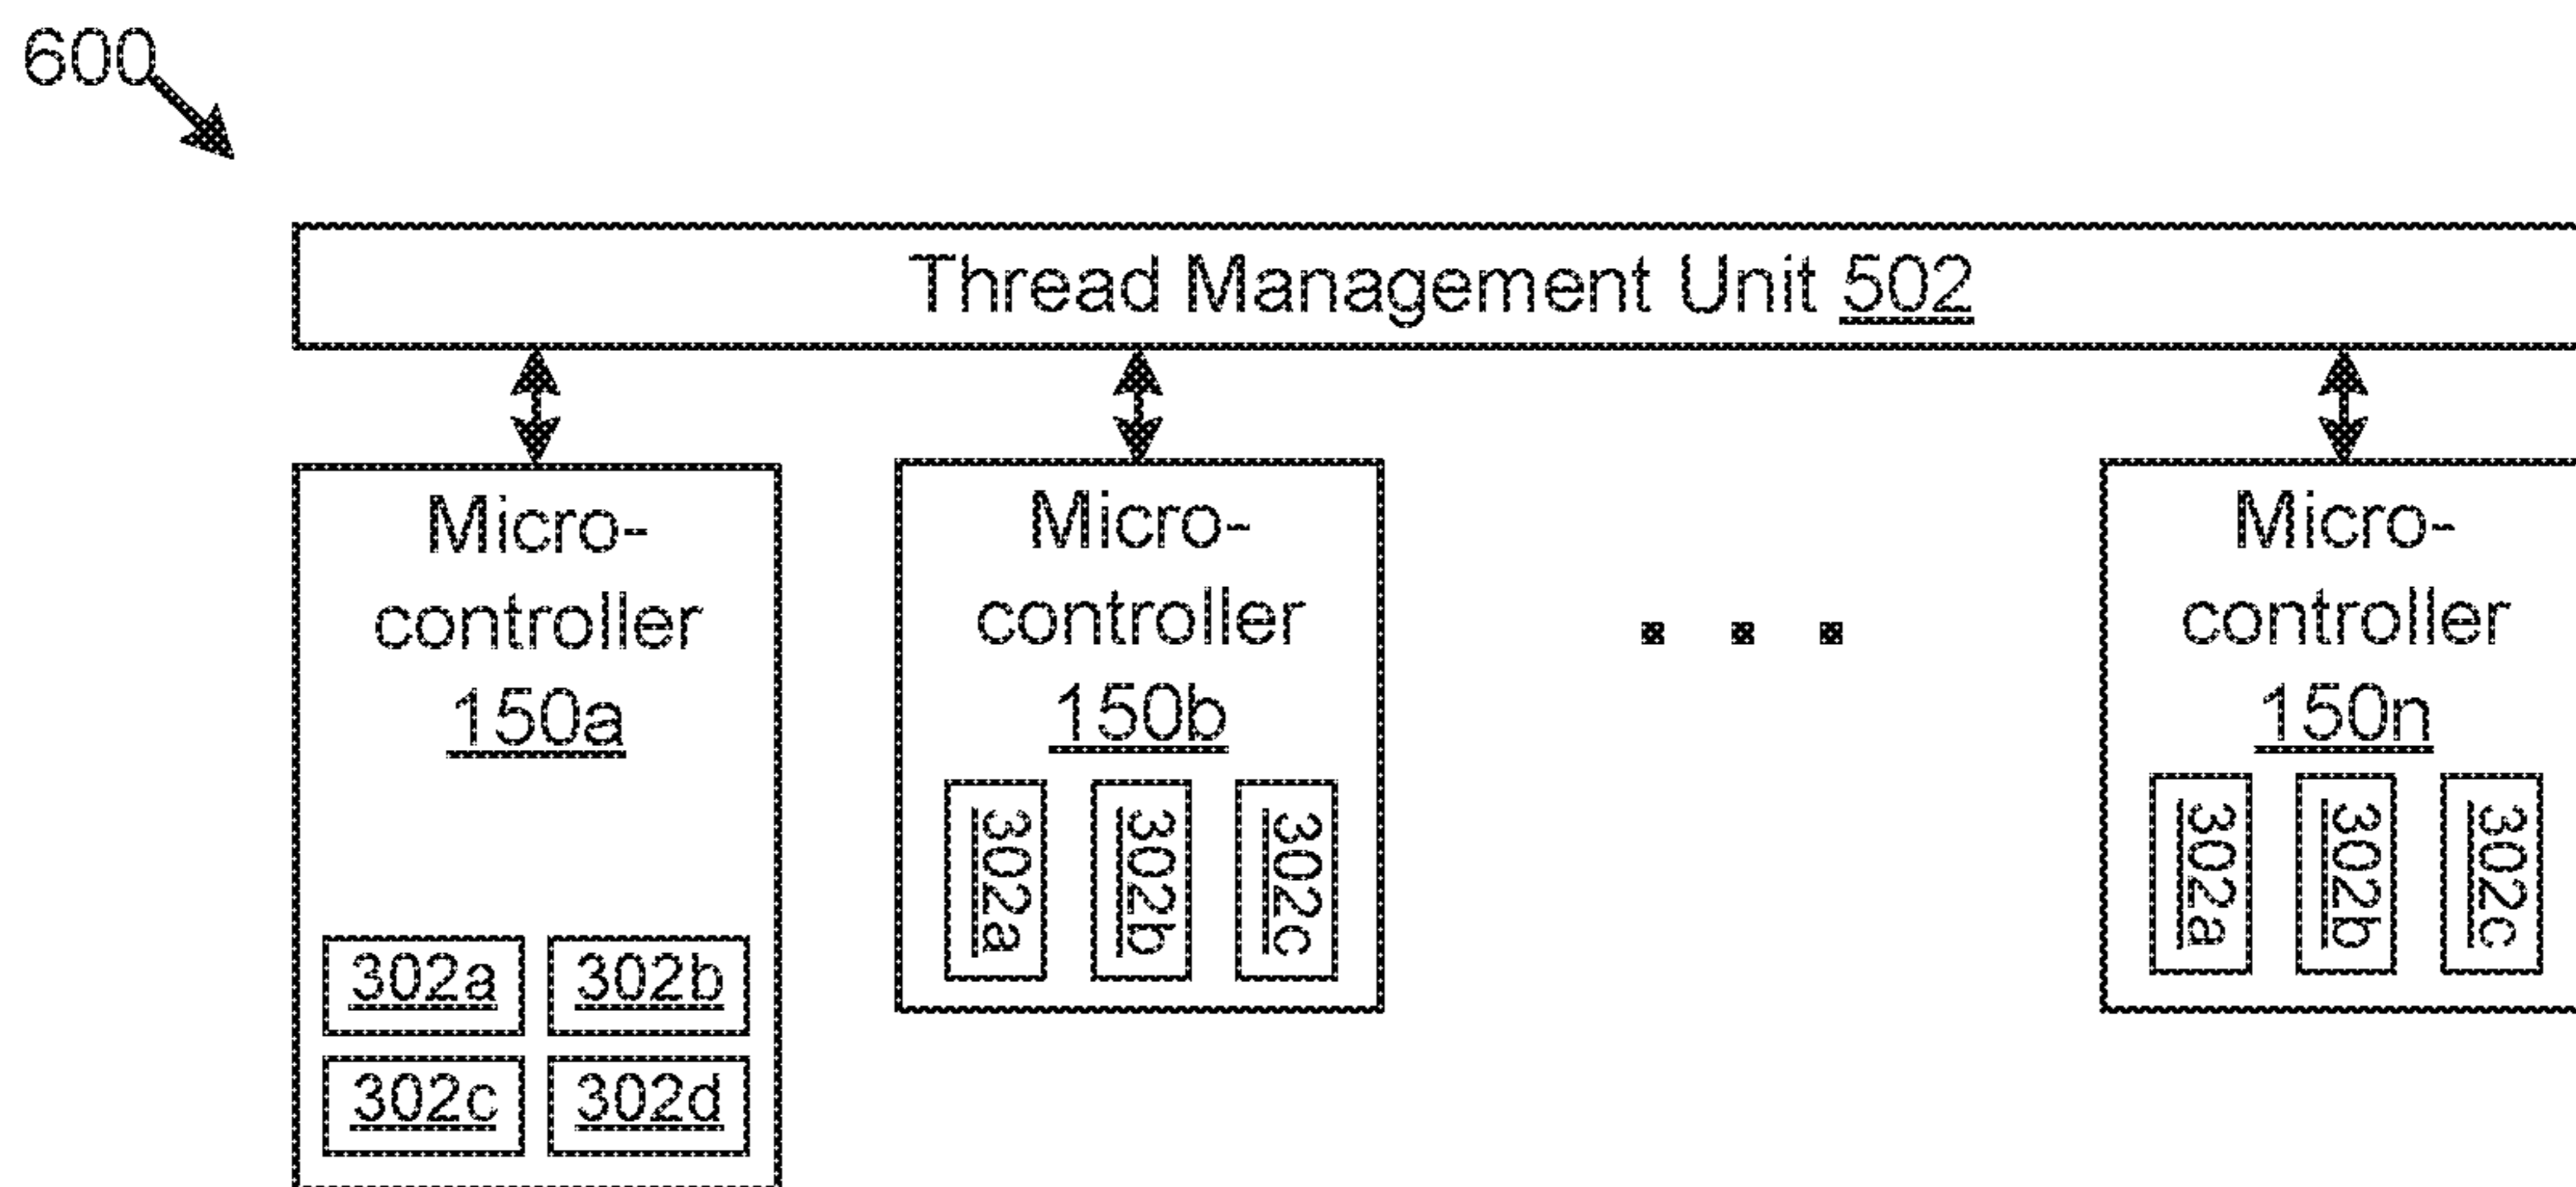 600
Thread Management Unit 502
Micro-
controller
150a
302a 302b
302c 302d
Micro-
controller
150b
302a 302b 302c
Micro-
controller
150n
302a 302b 302c